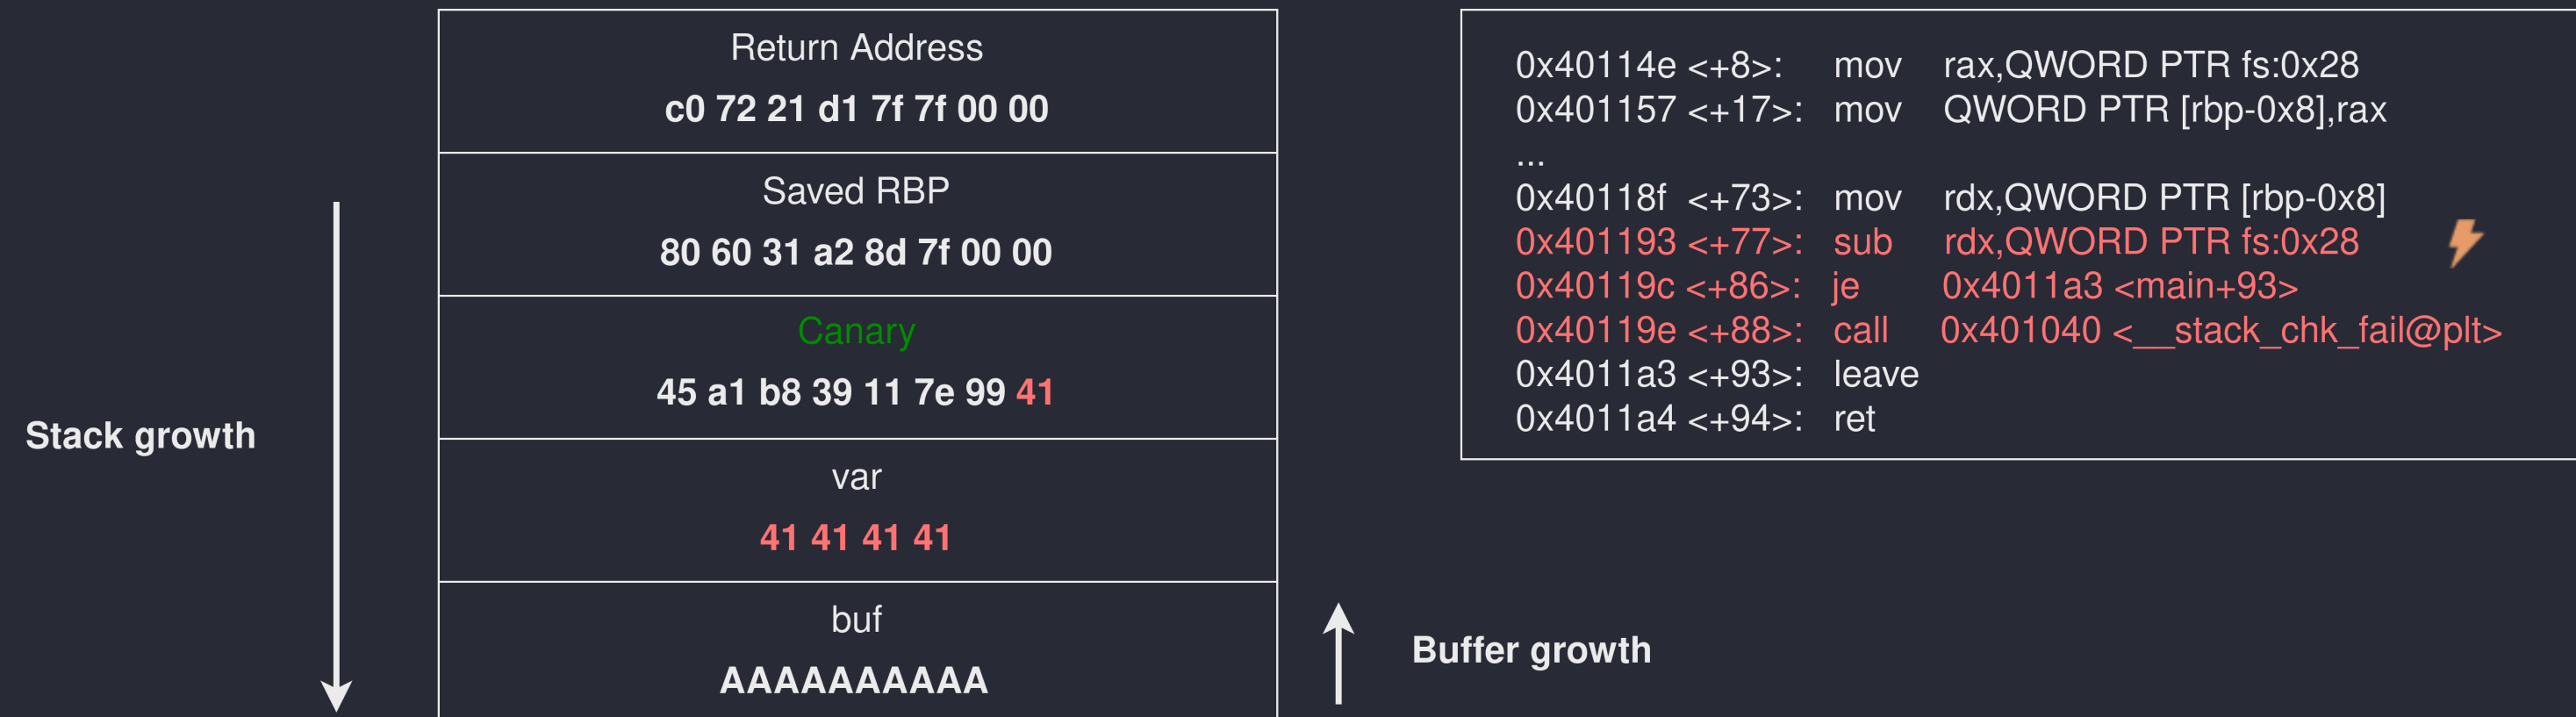 Return Address
c0 72 21 d1 7f 7f 00 00
Saved RBP
80 60 31 a2 8d 7f 00 00
Canary
45 a1 b8 39 11 7e 99 41
var
41 41 41 41
buf
AAAAAAAAAA
Stack growth
Buffer growth
0x40114e <+8>: mov rax,QWORD PTR fs:0x28
0x401157 <+17>: mov QWORD PTR [rbp-0x8],rax
...
0x40118f <+73>: mov rdx,QWORD PTR [rbp-0x8]
0x401193 <+77>: sub rdx,QWORD PTR fs:0x28
0x40119c <+86>: je 0x4011a3 <main+93>
0x40119e <+88>: call 0x401040 <__stack_chk_fail@plt>
0x4011a3 <+93>: leave
0x4011a4 <+94>: ret